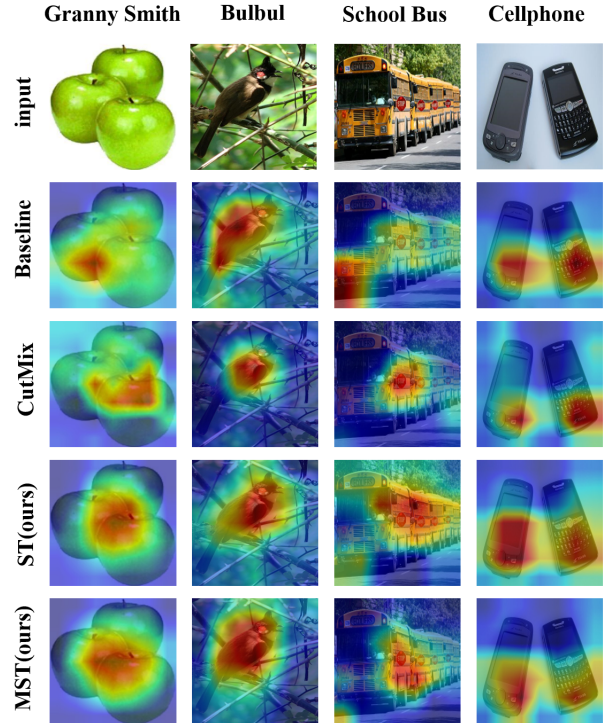 Granny Smith Bulbul School Bus Cellphone
input
Baseline
CutMix
ST(ours)
MST(ours)